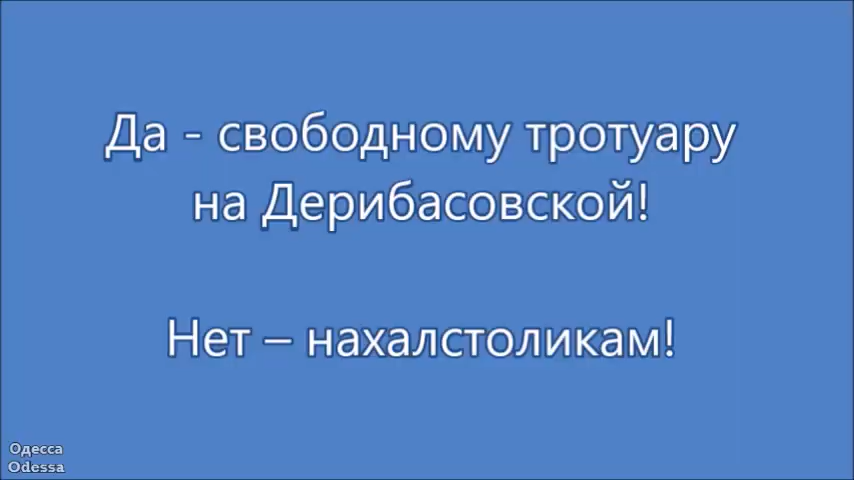 Да - свободному тротуару
на Дерибасовской!
Нет – нахалстоликам!
Одесса
Odessa